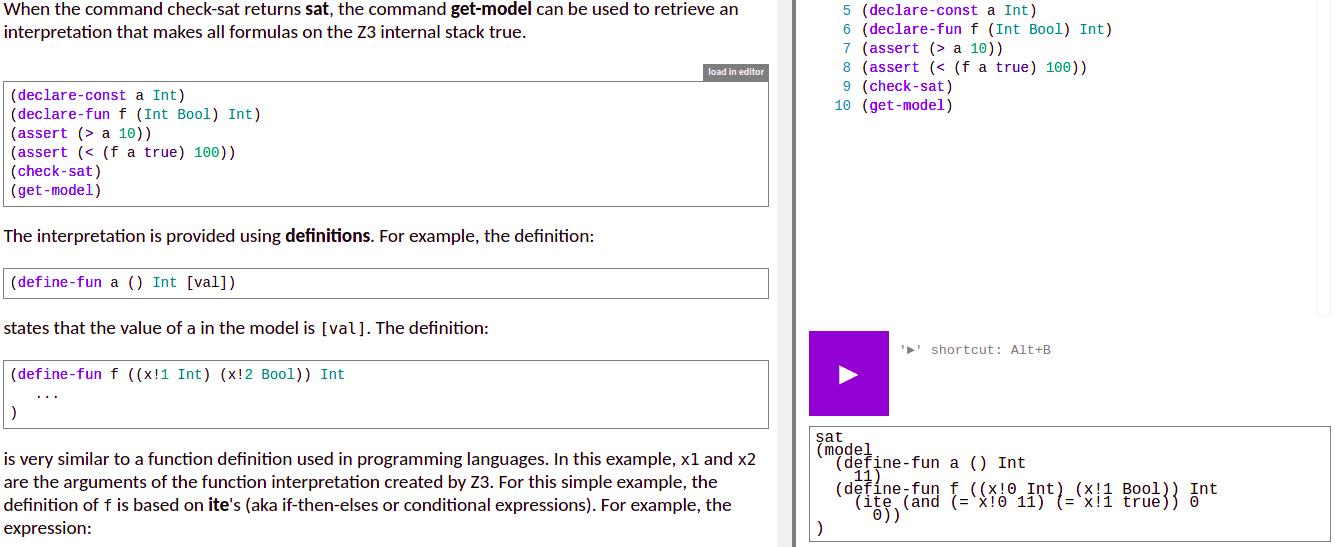 When the command check-sat returns sat, the command get-model can be used to retrieve an
interpretation that makes all formulas on the Z3 internal stack true.
load in editor
(declare-const a Int)
(declare-fun f (Int Bool) Int)
(assert (> a 10))
(assert (< (f a true) 100))
(check-sat)
(get-model)
The interpretation is provided using definitions. For example, the definition:
(define-fun a () Int [val])
states that the value of a in the model is [val]. The definition:
(define-fun f ((x!1 Int) (x!2 Bool)) Int
...
)
is very similar to a function definition used in programming languages. In this example, x1 and x2
are the arguments of the function interpretation created by Z3. For this simple example, the
definition of f is based on ite's (aka if-then-elses or conditional expressions). For example, the
expression:
5 (declare-const a Int)
6 (declare-fun f (Int Bool) Int)
7 (assert (> a 10))
8 (assert (< (f a true) 100))
9 (check-sat)
10 (get-model)
'►' shortcut: Alt+B
sat
(model
(define-fun a () Int
11)
(define-fun f ((x!0 Int) (x!1 Bool)) Int
(ite (and (= x!0 11) (= x!1 true)) 0
0))
)